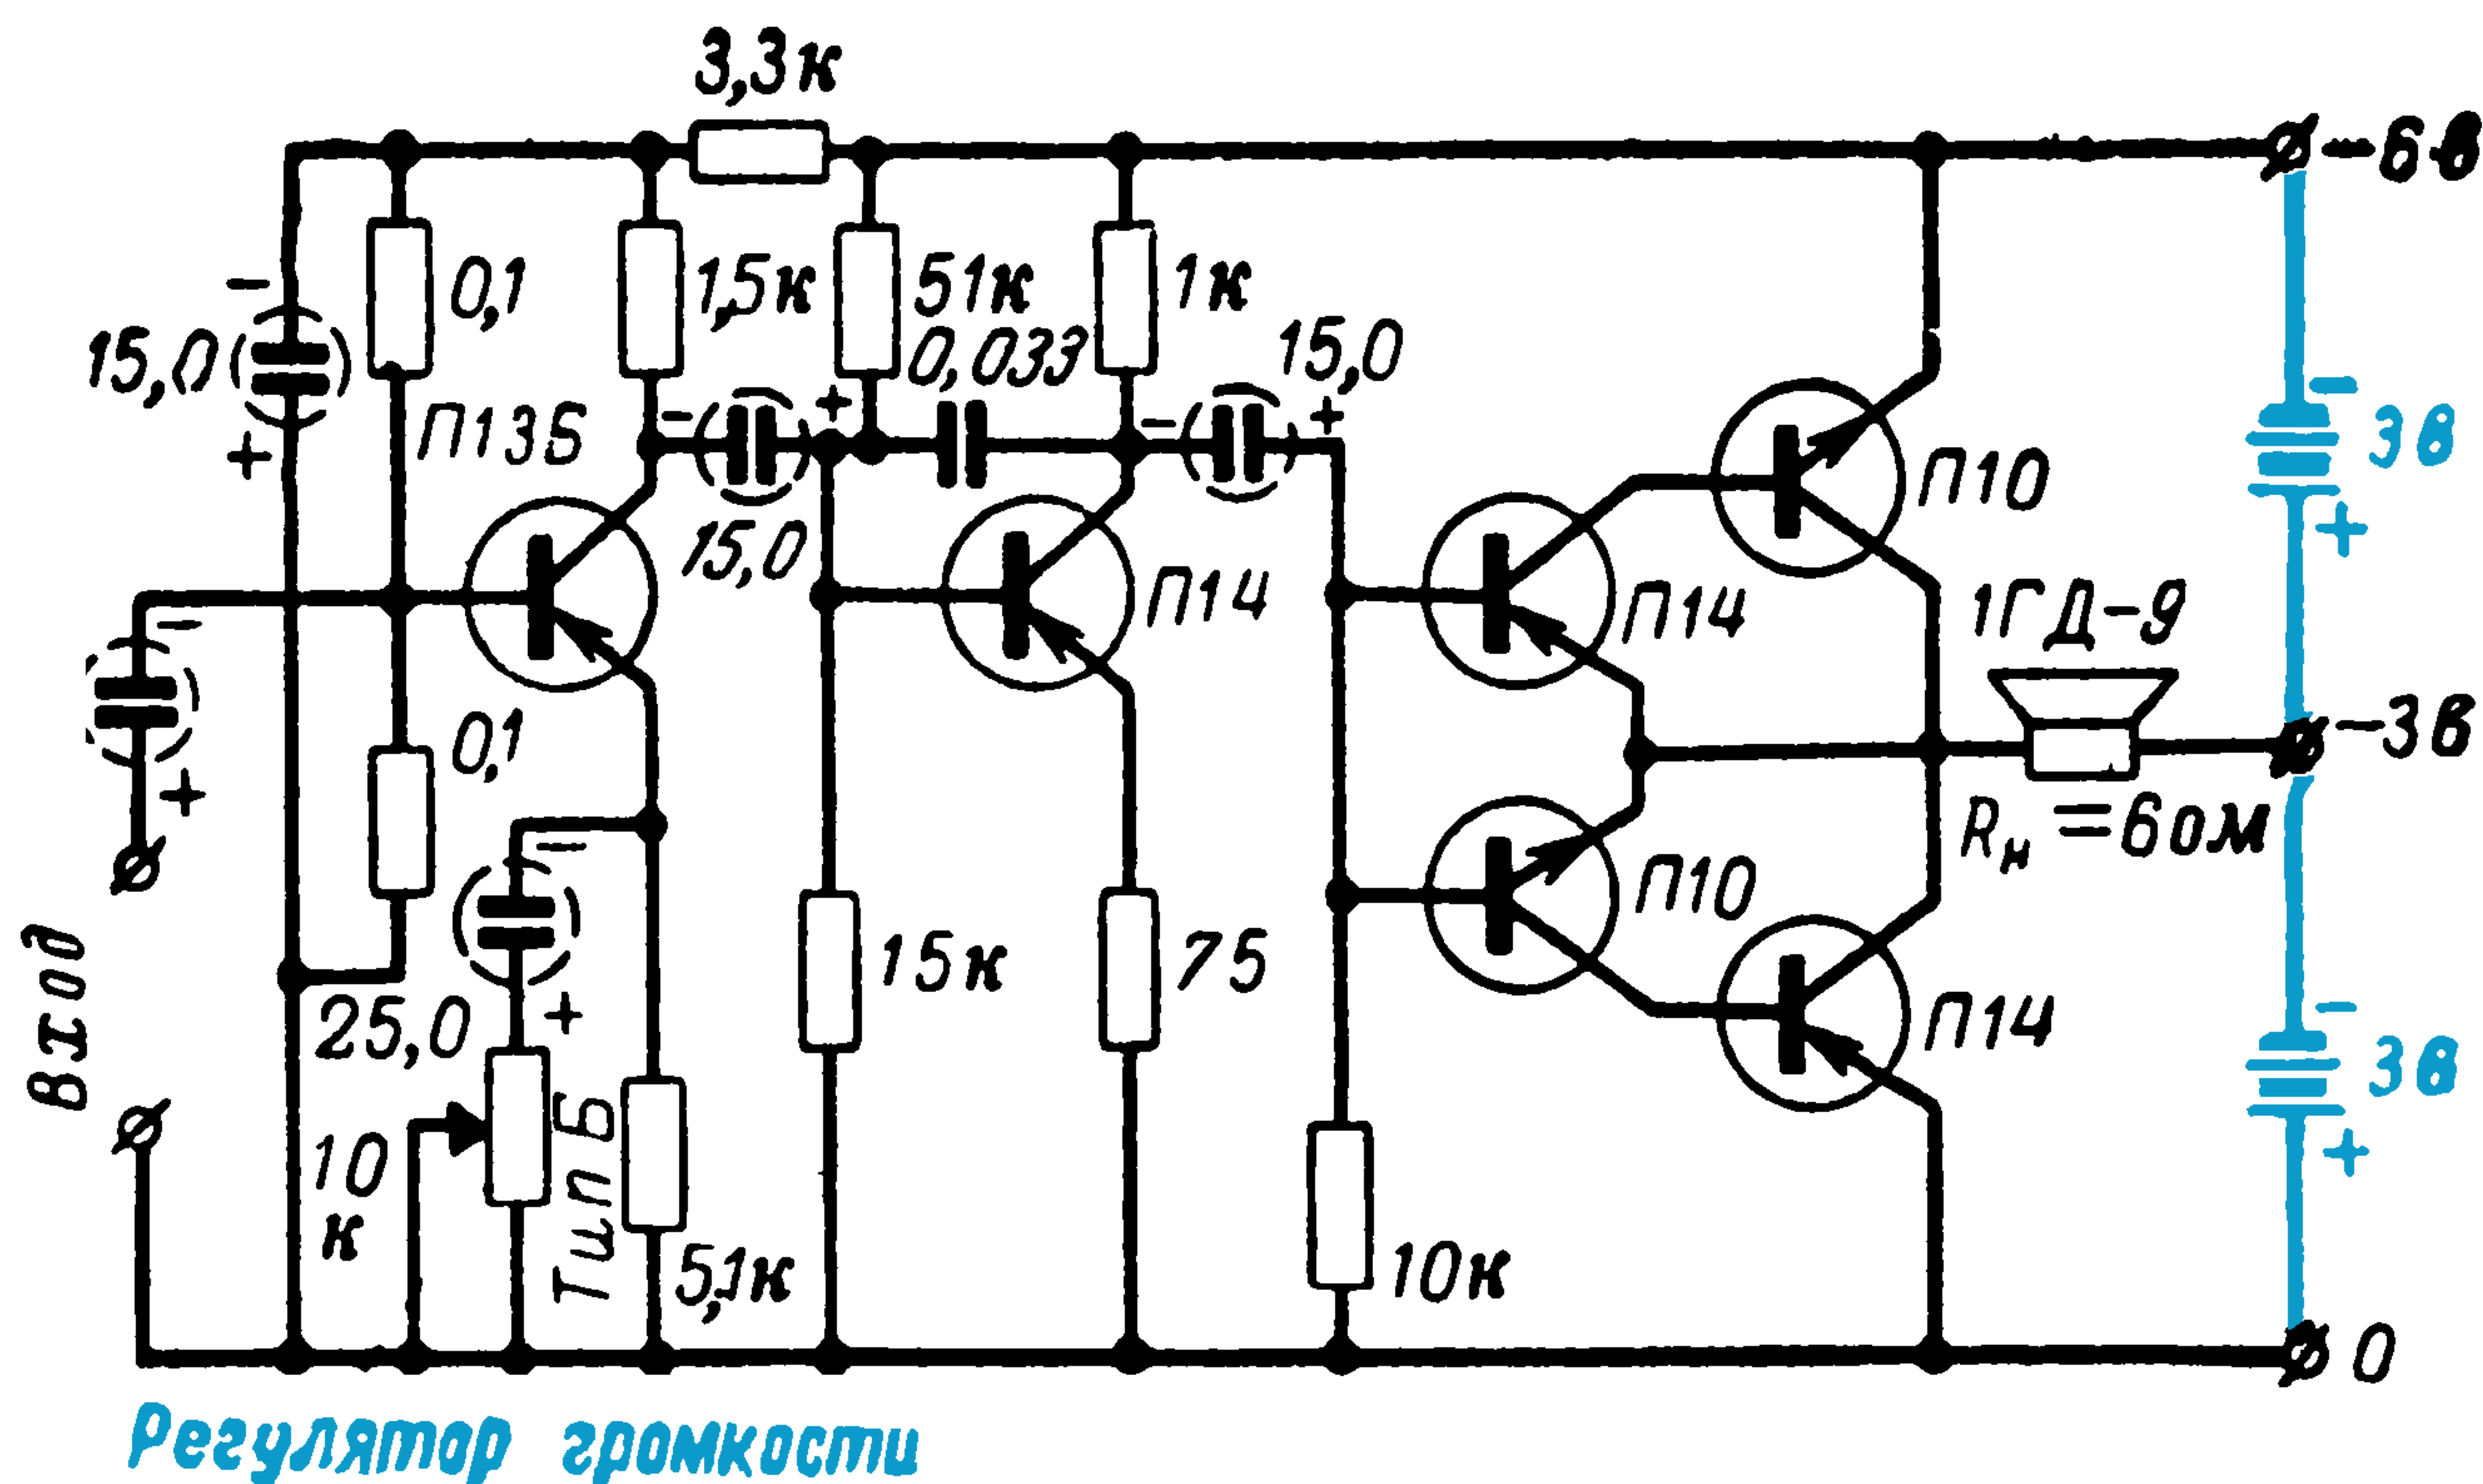 3,3к
–6в
0,1
1,5к
51к
1к
15,0
–
+
0,033
15,0
П13Б
–
+
–
+
15,0
П10
–
3в
+
П14
П14
1ГД–9
–
+
0,1
–3в
Rн =6ом
П10
Вход
–
+
25,0
15к
75
П14
–
3в
+
10
к
Тип Б
5,1к
10к
0
Регулятор громкости